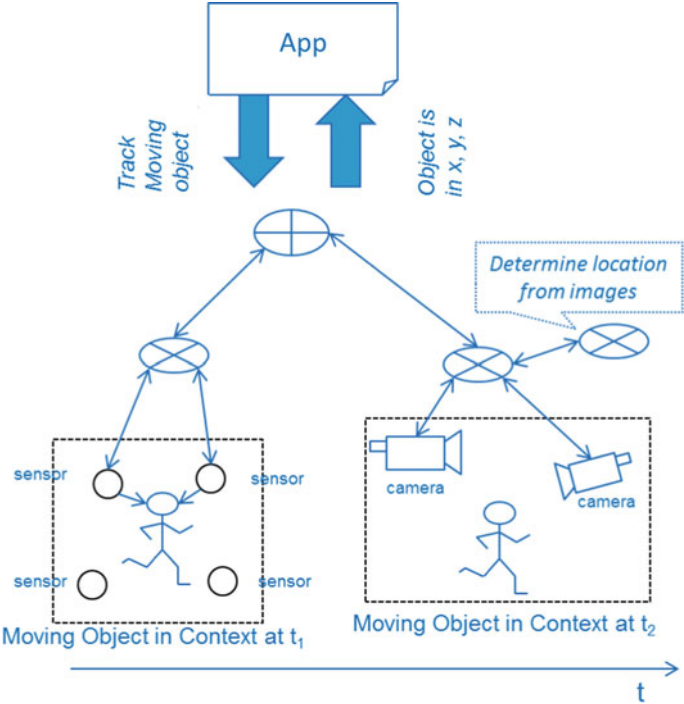 App
Track
Moving
object
Object is
in x, y, z
Determine location
from images
sensor
sensor
camera
camera
sensor
sensor
Moving Object in Context at t₁
Moving Object in Context at t₂
t